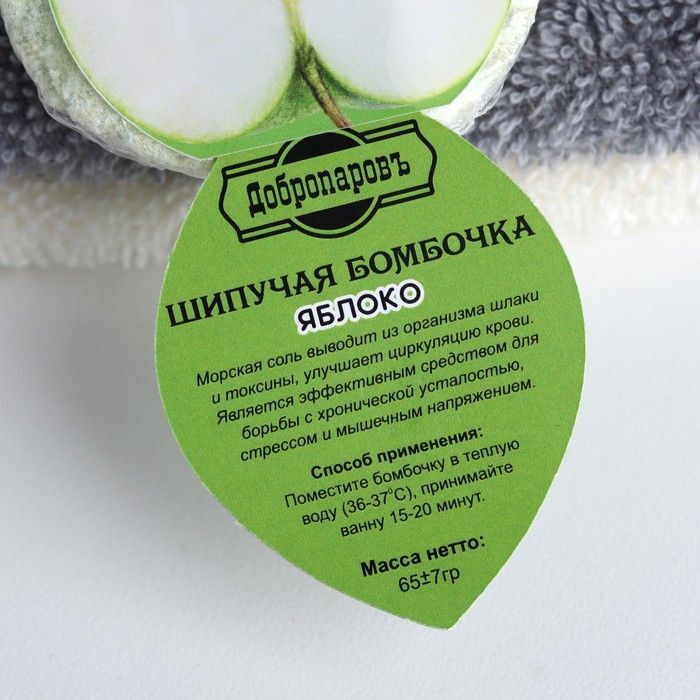 Добропаровъ
ШИПУЧАЯ БОМБОЧКА
ЯБЛОКО
Морская соль выводит из организма шлаки
и токсины, улучшает циркуляцию крови.
Является эффективным средством для
борьбы с хронической усталостью,
стрессом и мышечным напряжением.
Способ применения:
Поместите бомбочку в теплую
воду (36-37⁰С), принимайте
ванну 15-20 минут.
Масса нетто:
65±7гр